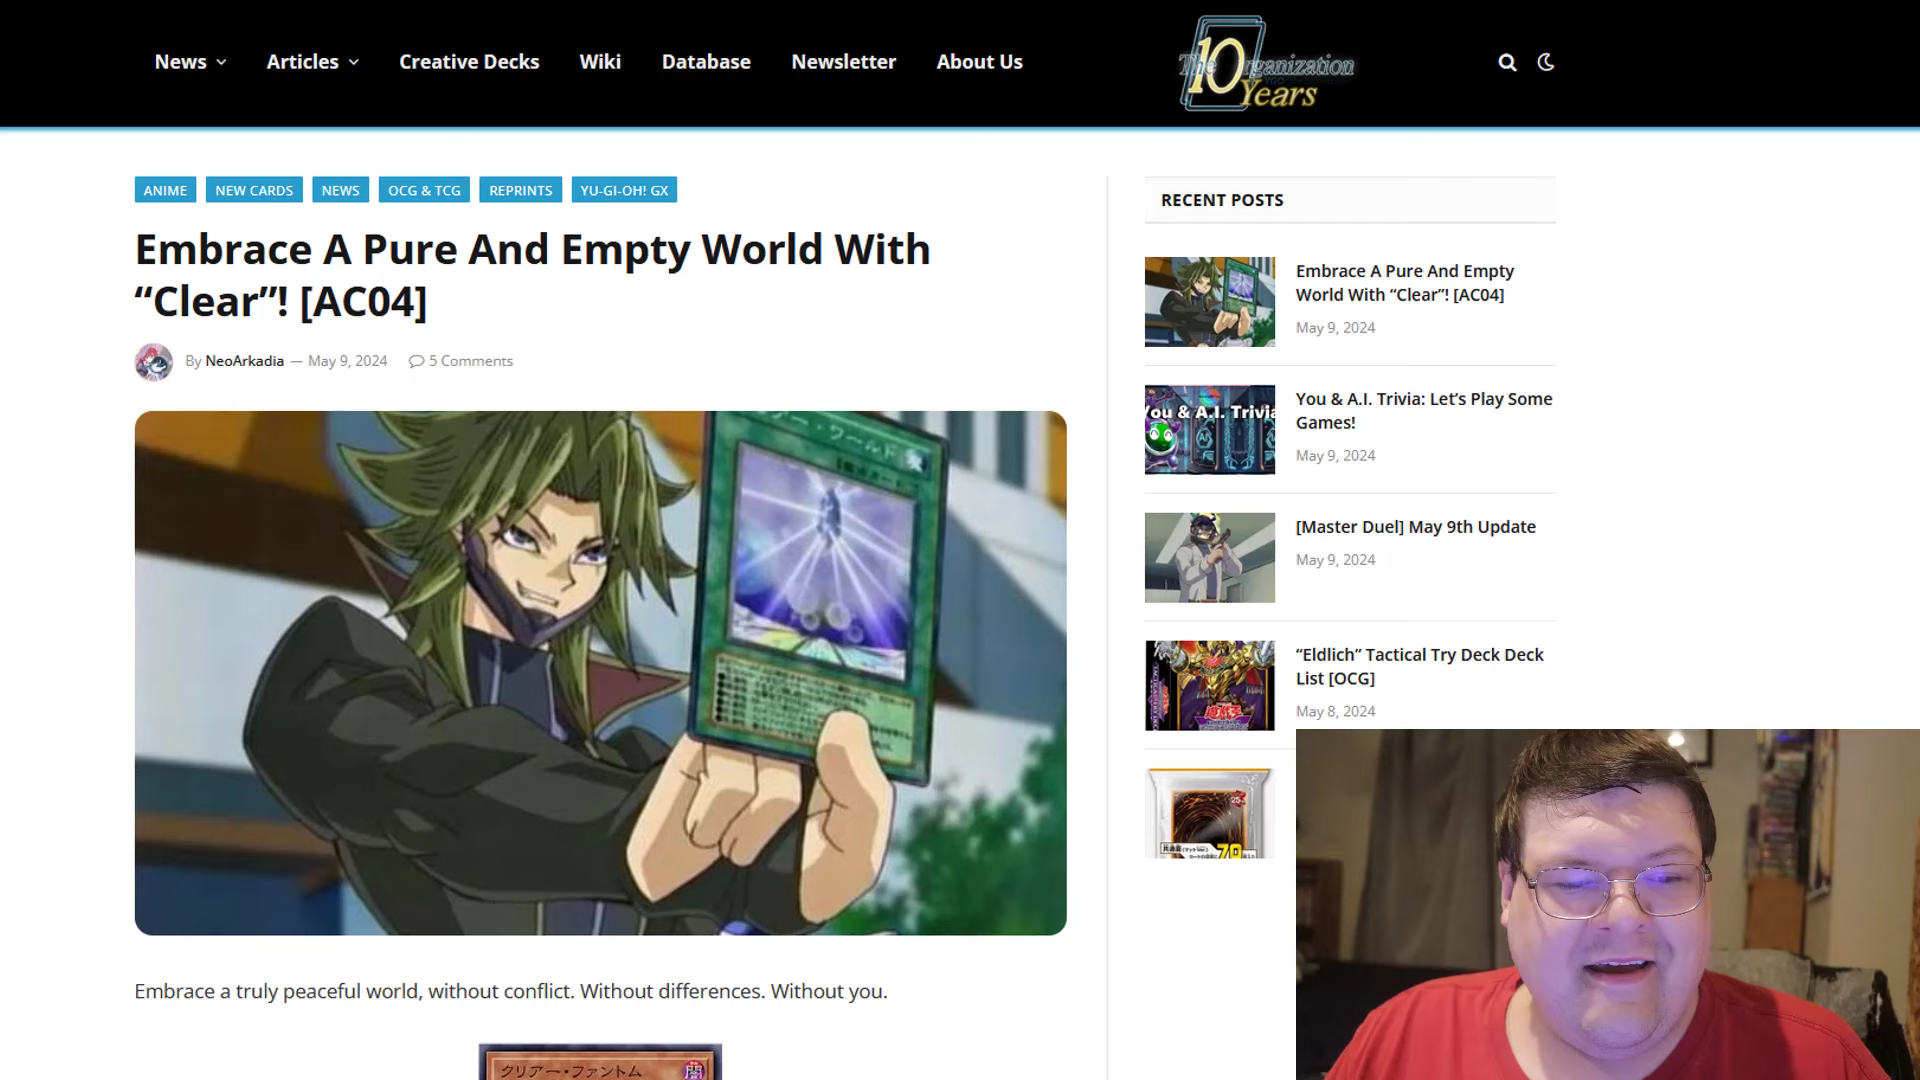 News
Articles
Creative Decks
Wiki
Database
Newsletter
About Us
The Organization
10 Years
ANIME
NEW CARDS
NEWS
OCG & TCG
REPRINTS
YU-GI-OH! GX
Embrace A Pure And Empty World With
“Clear”! [AC04]
By NeoArkadia — May 9, 2024
5 Comments
Embrace a truly peaceful world, without conflict. Without differences. Without you.
クリアー・ファントム
闇
RECENT POSTS
Embrace A Pure And Empty
World With “Clear”! [AC04]
May 9, 2024
You & A.I. Trivia
You & A.I. Trivia: Let’s Play Some
Games!
May 9, 2024
[Master Duel] May 9th Update
May 9, 2024
“Eldlich” Tactical Try Deck Deck
List [OCG]
May 8, 2024
70